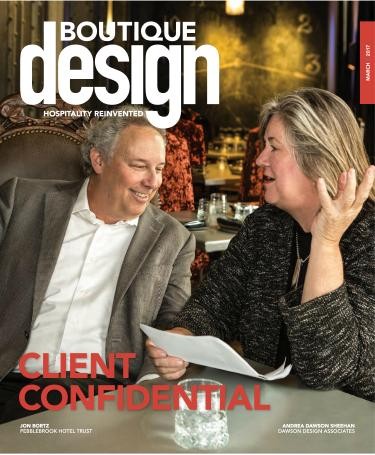 BOUTIQUE
design
HOSPITALITY REINVENTED
MARCH 2017
CLIENT
CONFIDENTIAL
JON BORTZ
PEBBLEBROOK HOTEL TRUST
ANDREA DAWSON SHEEHAN
DAWSON DESIGN ASSOCIATES